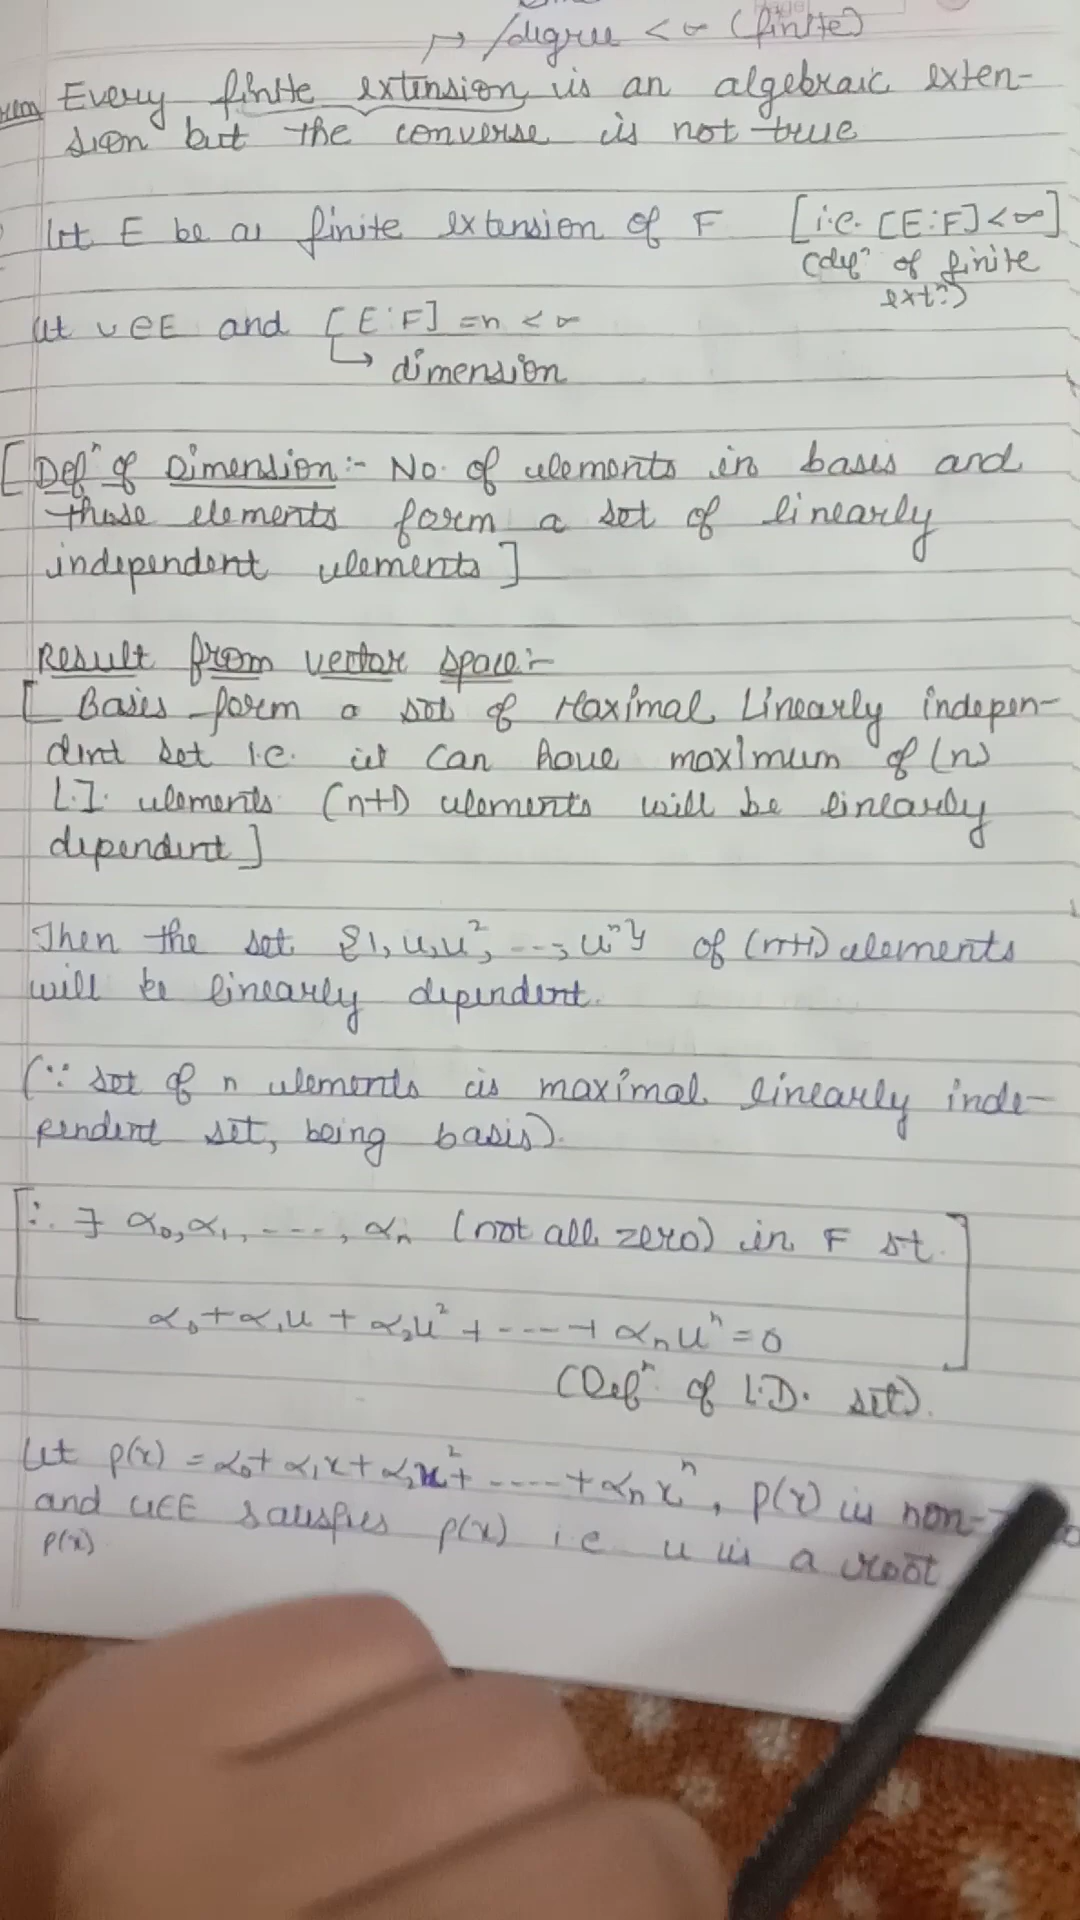 → /degree < ∞ (finite)
Every finite extension is an algebraic exten-
sion but the converse is not true
Let E be a finite extension of F [i.e. [E:F]<∞]
(defⁿ of finite
extⁿ)
Let u∈E and [E:F] =n < ∞
↳ dimension
[Defⁿ of Dimension:- No. of elements in basis and
those elements form a set of linearly
independent elements]
Result from vector space:-
[ Basis form a set of Maximal Linearly indepen-
dent set i.e. it can have maximum of (n)
L.I. elements (n+1) elements will be linearly
dependent]
Then the set {1, u, u², ..., uⁿ} of (n+1) elements
will be linearly dependent.
(∵ set of n elements is maximal linearly inde-
pendent set, being basis).
[∴ ∃ α₀, α₁, ----, αₙ (not all zero) in F st.
α₀+α₁u + α₂u² + ---- + αₙuⁿ = 0]
(Defⁿ of L.D. set).
Let p(x) = α₀+ α₁x + α₂x²+ ----- + αₙxⁿ, p(x) is non-
and u∈E satisfies p(x) i.e u is a root
p(x)